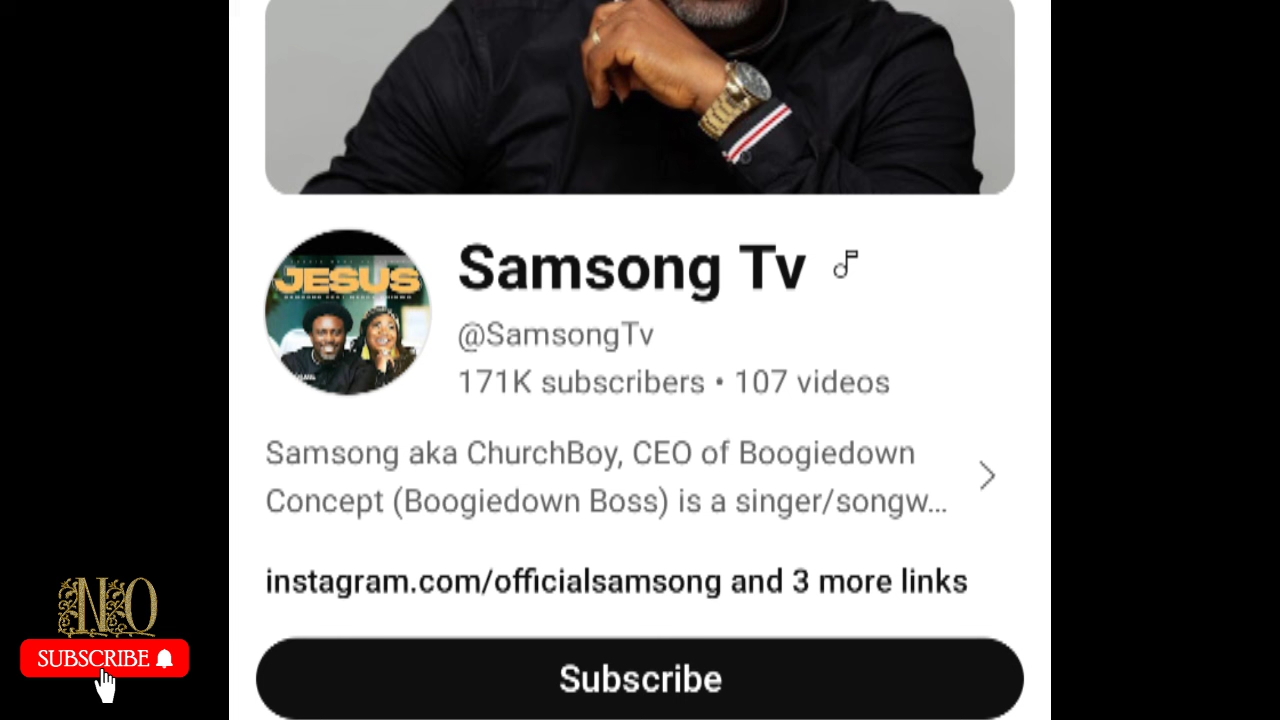 JESUS
Samsong Tv
@SamsongTv
171K subscribers • 107 videos
Samsong aka ChurchBoy, CEO of Boogiedown
Concept (Boogiedown Boss) is a singer/songw...
instagram.com/officialsamsong and 3 more links
Subscribe
NO
SUBSCRIBE